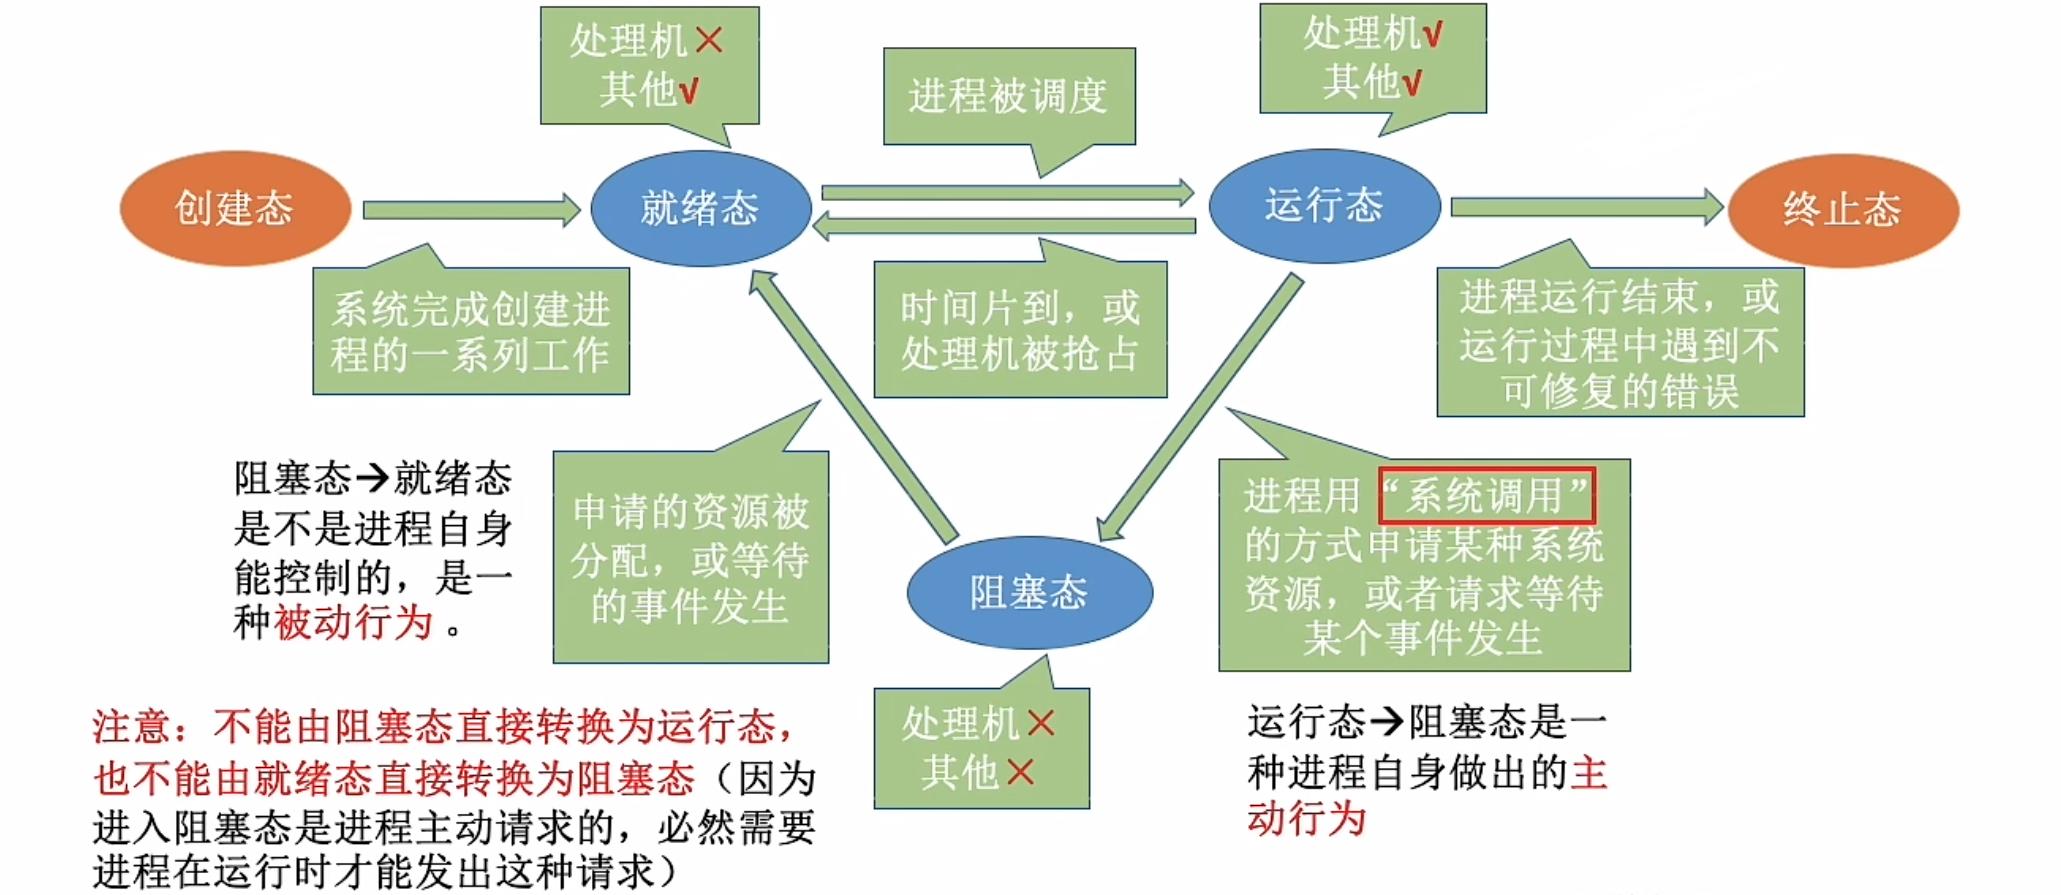 处理机×
其他√
进程被调度
处理机√
其他√
创建态
就绪态
运行态
终止态
系统完成创建进
程的一系列工作
时间片到，或
处理机被抢占
进程运行结束，或
运行过程中遇到不
可修复的错误
阻塞态→就绪态
是不是进程自身
能控制的，是一
种被动行为。
申请的资源被
分配，或等待
的事件发生
阻塞态
进程用“系统调用”
的方式申请某种系统
资源，或者请求等待
某个事件发生
处理机×
其他×
注意：不能由阻塞态直接转换为运行态，
也不能由就绪态直接转换为阻塞态（因为
进入阻塞态是进程主动请求的，必然需要
进程在运行时才能发出这种请求）
运行态→阻塞态是一
种进程自身做出的主
动行为